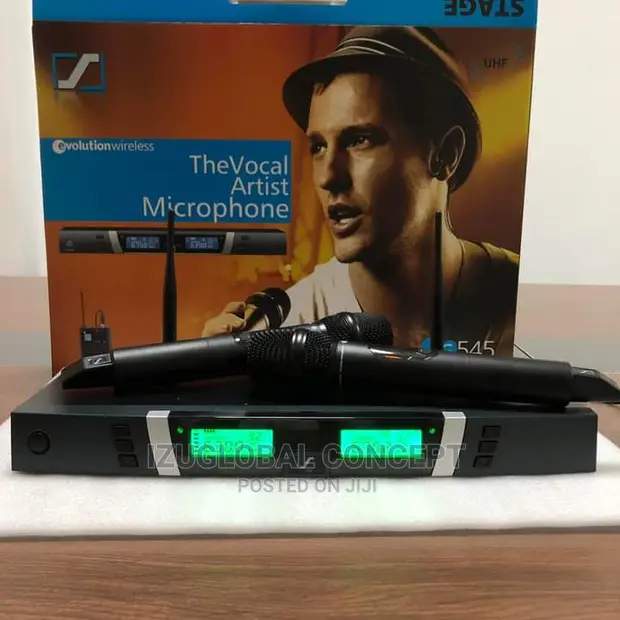 STAGE
UHF
evolutionwireless
TheVocal
Artist
Microphone
545
IZUGLOBAL CONCEPT
POSTED ON JIJI